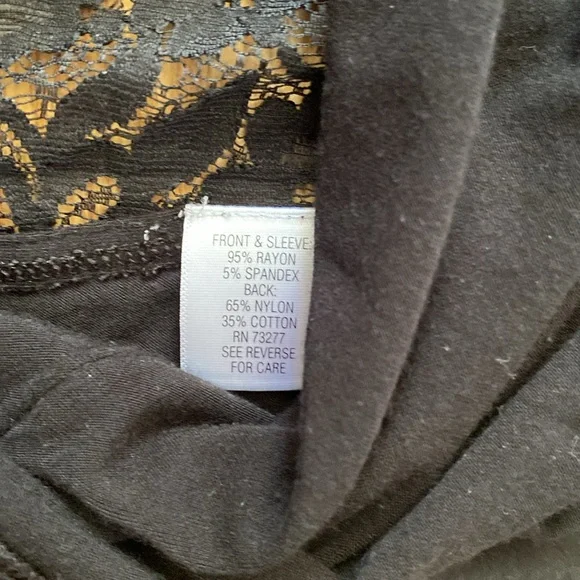 FRONT & SLEEVE:
95% RAYON
5% SPANDEX
BACK:
65% NYLON
35% COTTON
RN 73277
SEE REVERSE
FOR CARE